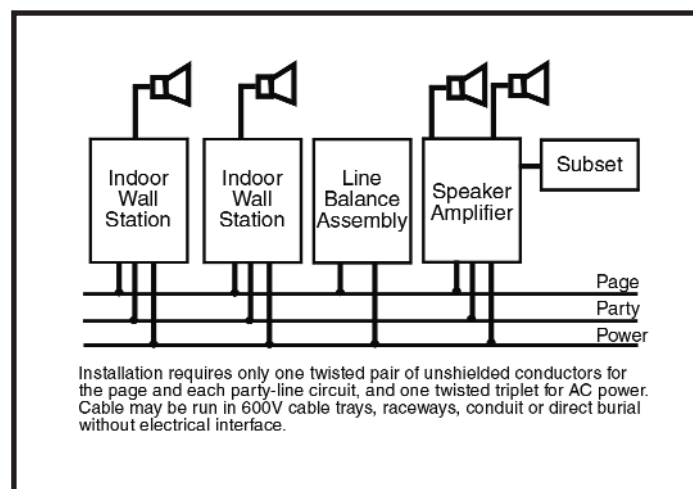 Indoor
Wall
Station
Indoor
Wall
Station
Line
Balance
Assembly
Speaker
Amplifier
Subset
Page
Party
Power
Installation requires only one twisted pair of unshielded conductors for
the page and each party-line circuit, and one twisted triplet for AC power.
Cable may be run in 600V cable trays, raceways, conduit or direct burial
without electrical interface.